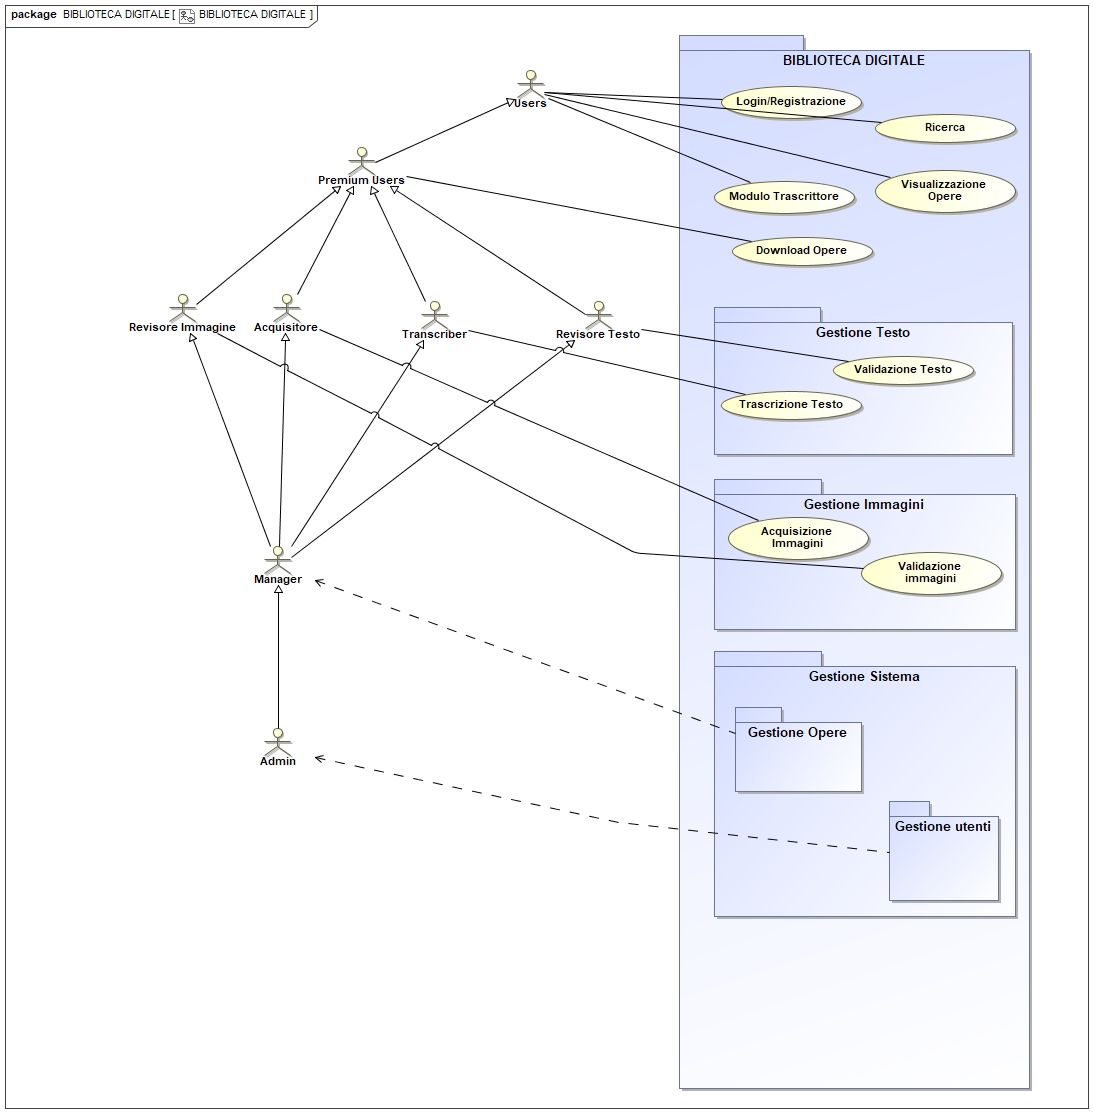 package BIBLIOTECA DIGITALE [ BIBLIOTECA DIGITALE ]
BIBLIOTECA DIGITALE
Users
Login/Registrazione
Ricerca
Premium Users
Modulo Trascrittore
Visualizzazione
Opere
Download Opere
Revisore Immagine
Acquisitore
Transcriber
Revisore Testo
Gestione Testo
Validazione Testo
Trascrizione Testo
Gestione Immagini
Acquisizione
Immagini
Validazione
immagini
Manager
Gestione Sistema
Gestione Opere
Admin
Gestione utenti